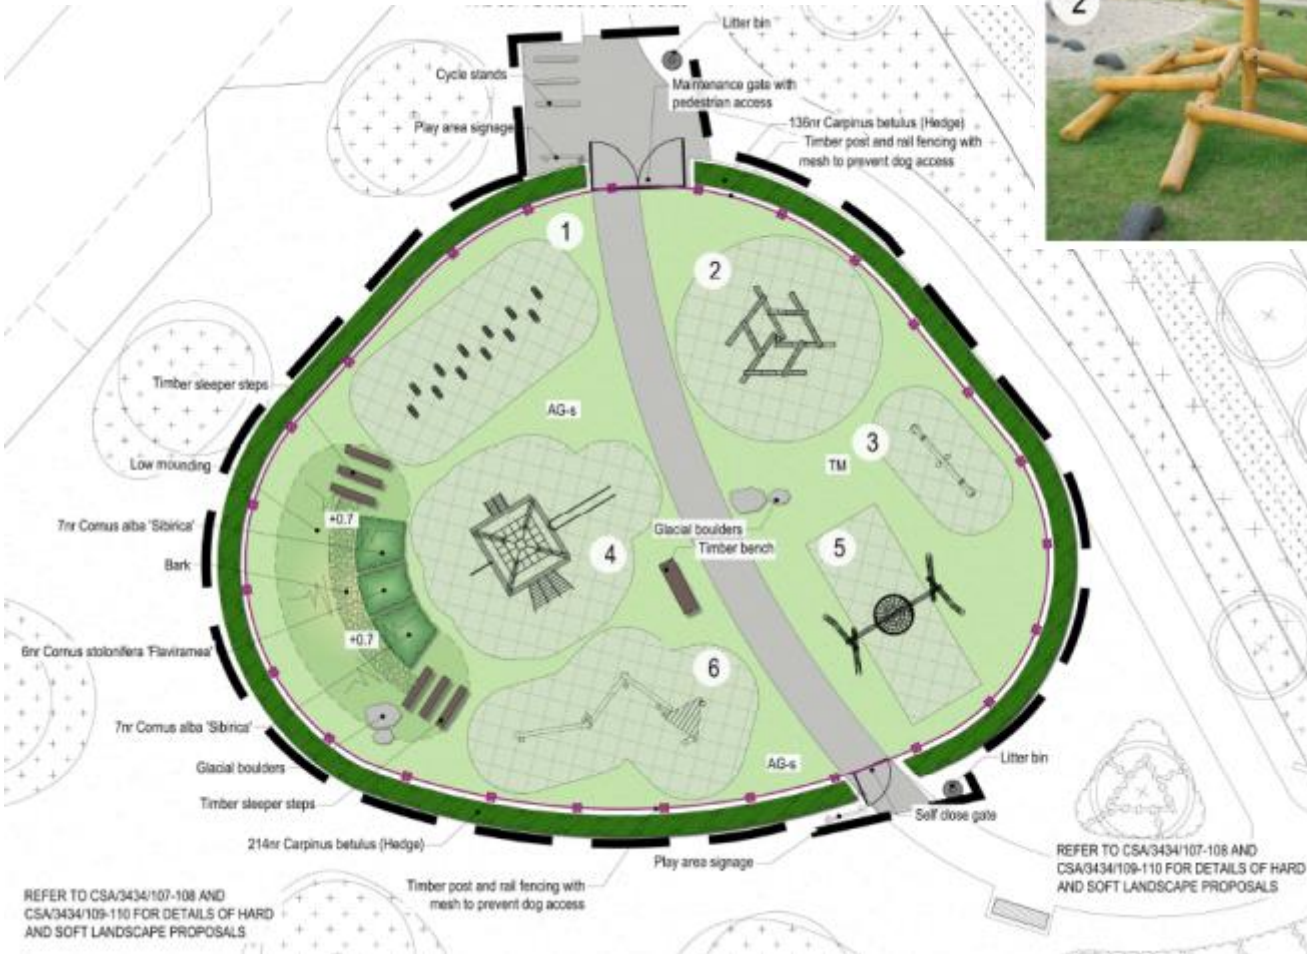 2
Litter bin
Cycle stands
Maintenance gate with
pedestrian access
Play area signage
136nr Carpinus betulus (Hedge)
Timber post and rail fencing with
mesh to prevent dog access
1
2
Timber sleeper steps
AG-s
3
TM
Low mounding
+0.7
7nr Cornus alba 'Sibirica'
Glacial boulders
Timber bench
4
5
Bark
+0.7
6nr Cornus stolonifera 'Flaviramea'
6
7nr Cornus alba 'Sibirica'
Glacial boulders
AG-s
Litter bin
Timber sleeper steps
Self close gate
214nr Carpinus betulus (Hedge)
Play area signage
Timber post and rail fencing with
mesh to prevent dog access
REFER TO CSA/3434/107-108 AND
CSA/3434/109-110 FOR DETAILS OF HARD
AND SOFT LANDSCAPE PROPOSALS
REFER TO CSA/3434/107-108 AND
CSA/3434/109-110 FOR DETAILS OF HARD
AND SOFT LANDSCAPE PROPOSALS